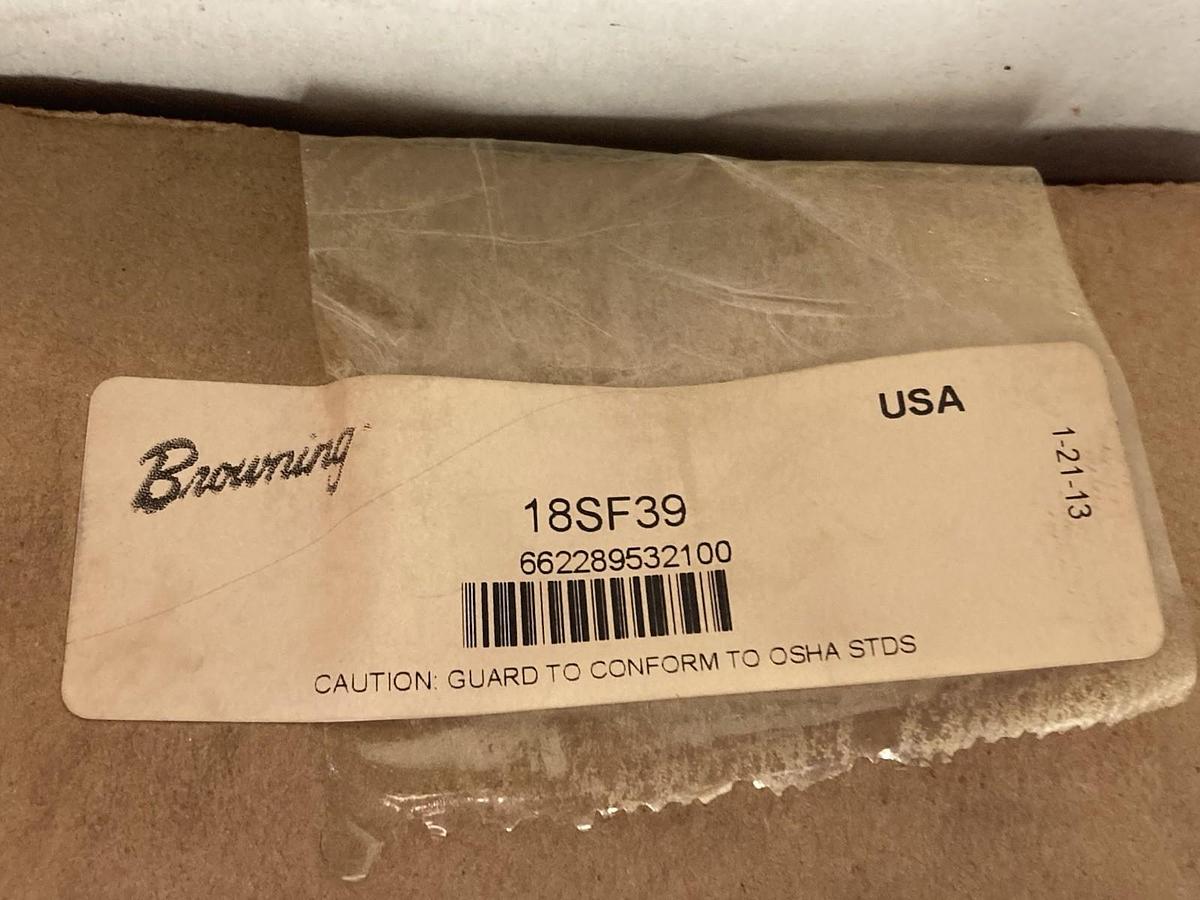 Browning
USA
1-21-13
18SF39
662289532100
CAUTION: GUARD TO CONFORM TO OSHA STDS